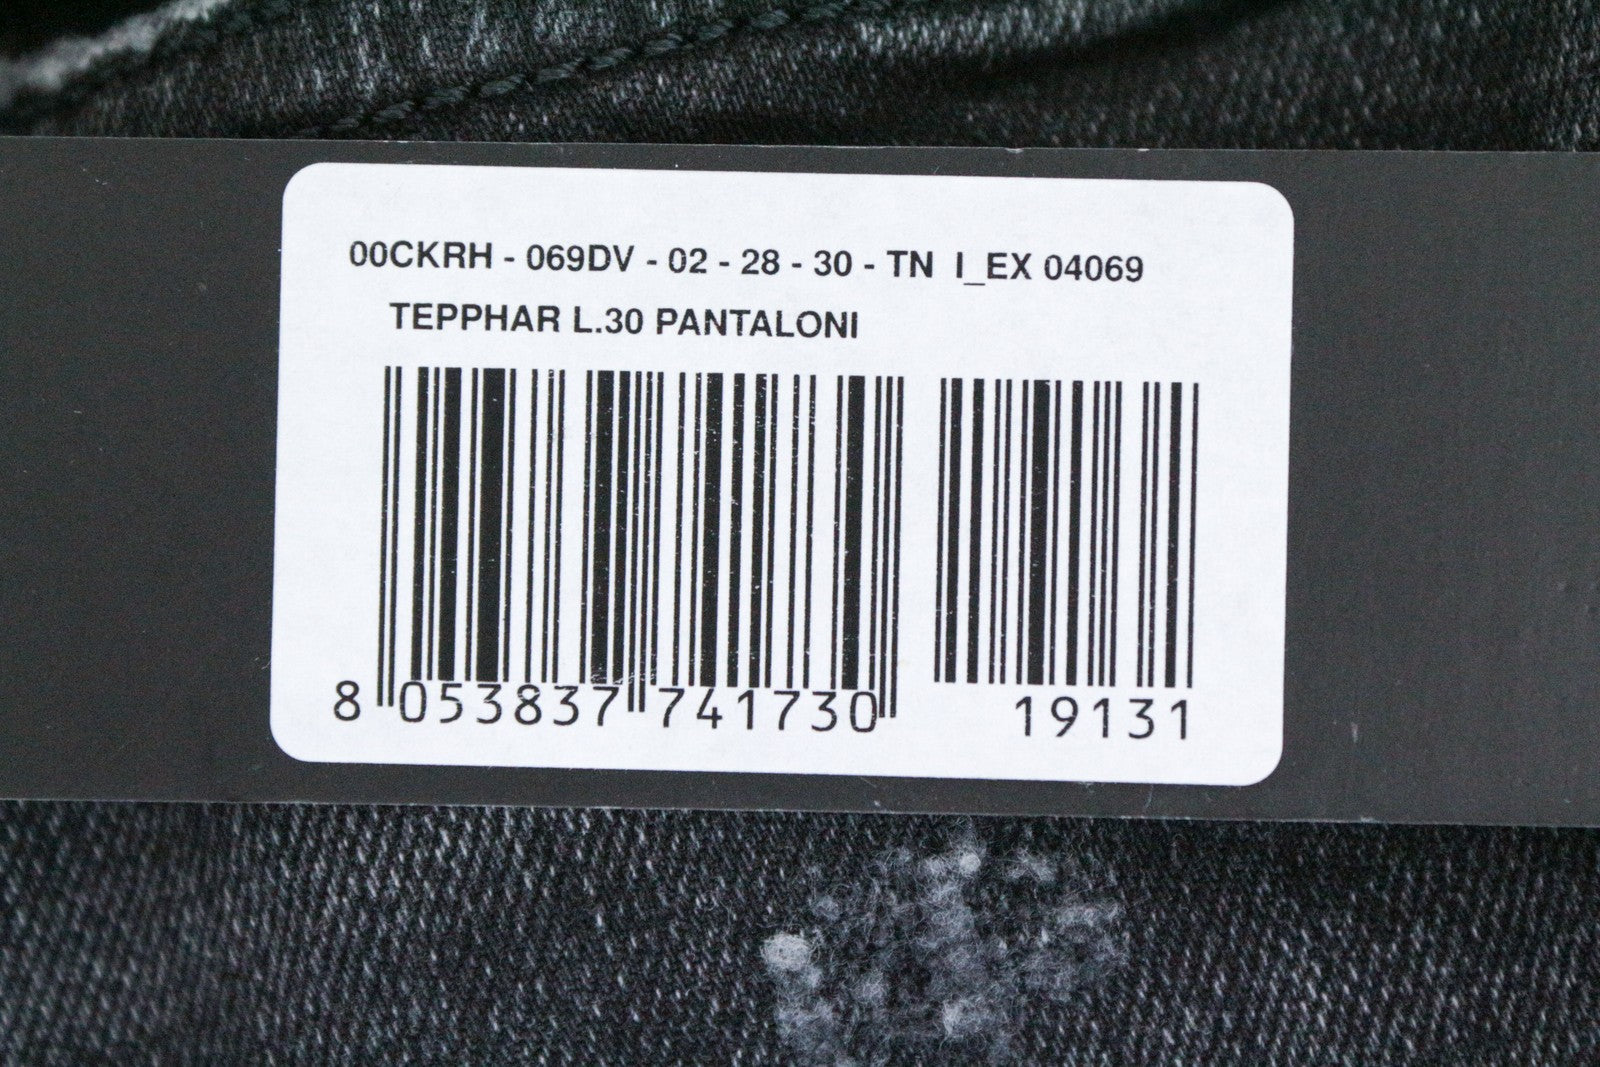 00CKRH - 069DV - 02 - 28 - 30 - TN I_EX 04069
TEPPHAR L.30 PANTALONI
8 053837 741730 19131